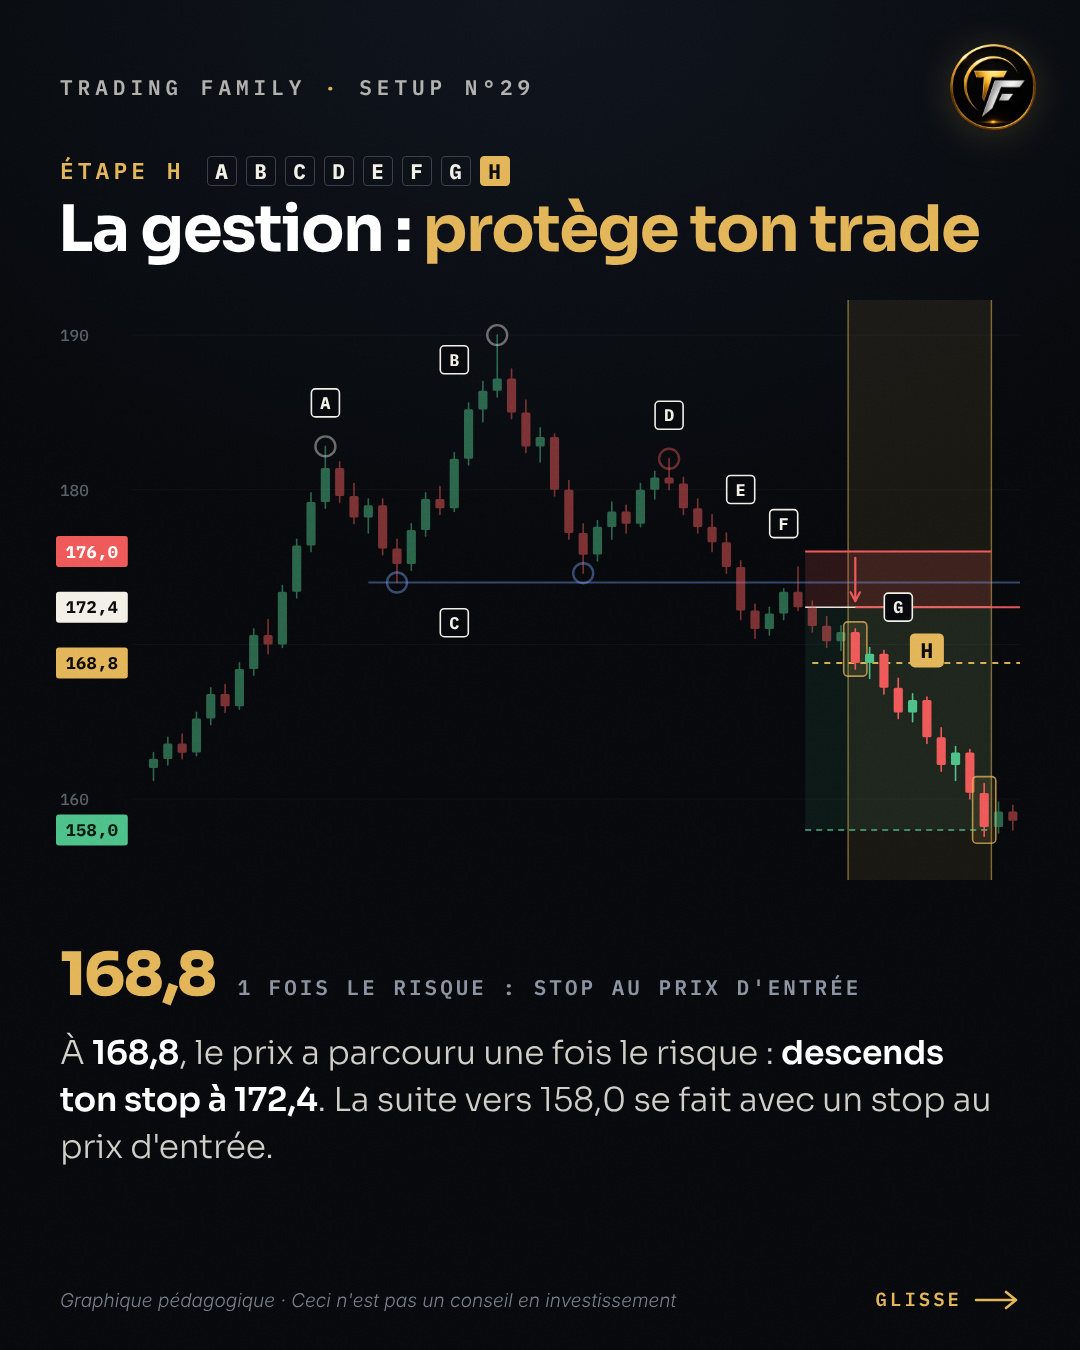 TRADING FAMILY · SETUP N°29
TF
ÉTAPE H A B C D E F G H
La gestion : protège ton trade
190
B
A
D
180
E
F
176,0
172,4
G
C
H
168,8
160
158,0
168,8 1 FOIS LE RISQUE : STOP AU PRIX D'ENTRÉE
À 168,8, le prix a parcouru une fois le risque : descends
ton stop à 172,4. La suite vers 158,0 se fait avec un stop au
prix d'entrée.
Graphique pédagogique · Ceci n'est pas un conseil en investissement
GLISSE →